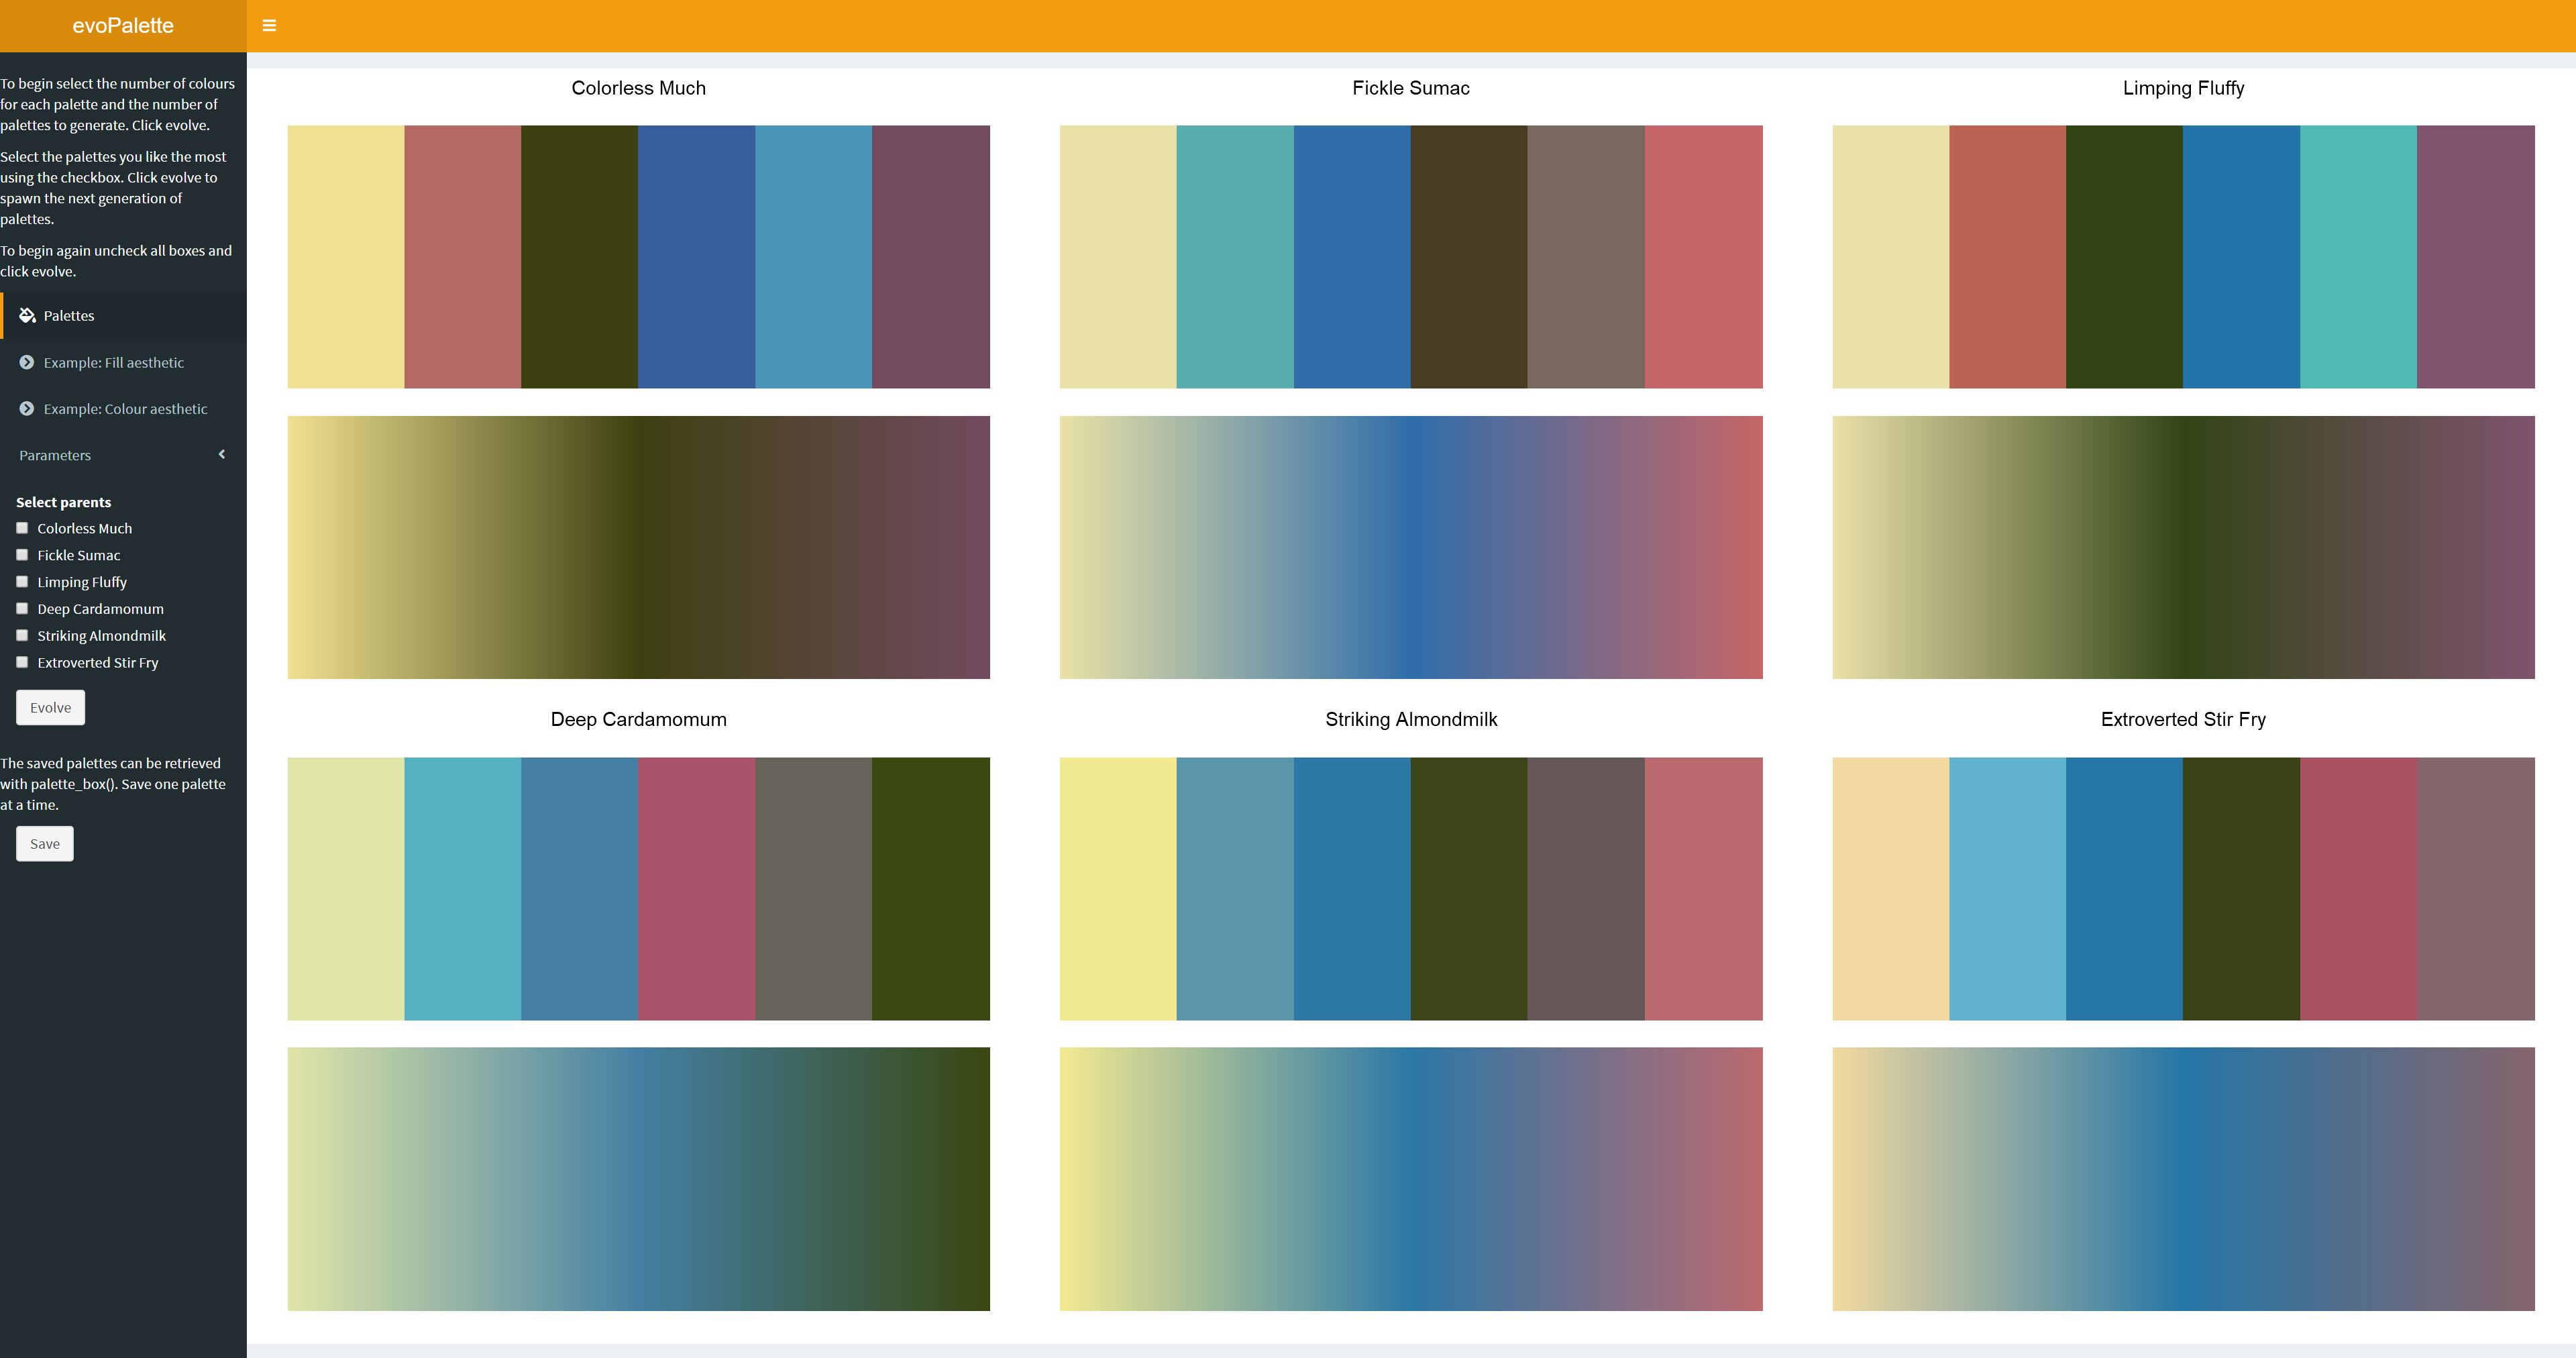 evoPalette
To begin select the number of colours
for each palette and the number of
palettes to generate. Click evolve.
Select the palettes you like the most
using the checkbox. Click evolve to
spawn the next generation of
palettes.
To begin again uncheck all boxes and
click evolve.
Palettes
Example: Fill aesthetic
Example: Colour aesthetic
Parameters
Select parents
Colorless Much
Fickle Sumac
Limping Fluffy
Deep Cardamomum
Striking Almondmilk
Extroverted Stir Fry
Evolve
The saved palettes can be retrieved
with palette_box(). Save one palette
at a time.
Save
Colorless Much
Fickle Sumac
Limping Fluffy
Deep Cardamomum
Striking Almondmilk
Extroverted Stir Fry